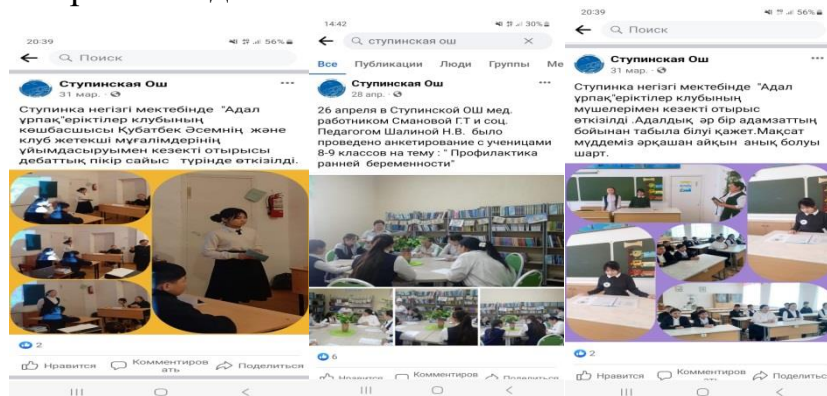 20:39
56%
Поиск
Ступинская Ош
31 мар.
Ступинка негізгі мектебінде "Адал
ұрпақ"еріктілер клубының
көшбасшысы Құбатбек Әсемнің және
клуб жетекші мұғалімдерінің
ұйымдасыруымен кезекті отырысы
дебаттық пікір сайыс түрінде өткізілді.
2
Нравится
Комментиров
ать
Поделиться
14:42
30%
ступинская ош
Все Публикации Люди Группы Ме
Ступинская Ош
28 апр.
26 апреля в Ступинской ОШ мед.
работником Смановой Г.Т и соц.
Педагогом Шалиной Н.В. было
проведено анкетирование с ученицами
8-9 классов на тему : " Профилактика
ранней беременности"
6
Нравится
Комментиров
Поделиться
20:39
56%
Поиск
Ступинская Ош
31 мар.
Ступинка негізгі мектебінде "Адал
ұрпақ"еріктілер клубының
мүшелерімен кезекті отырыс
өткізілді .Адалдық әр бір адамзаттың
бойынан табыла білуі қажет.Мақсат
мүддеміз әрқашан айқын анық болуы
шарт.
2
Нравится
Комментиров
ать
Поделитьс